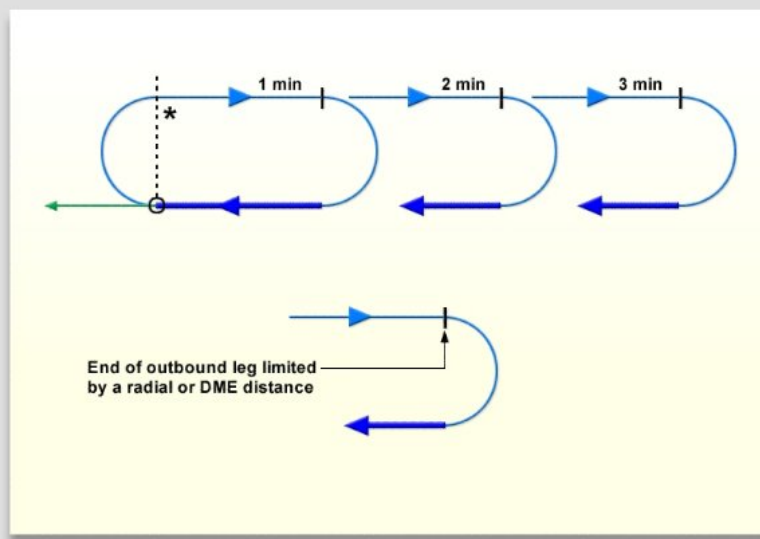 1 min
2 min
3 min
*
End of outbound leg limited
by a radial or DME distance